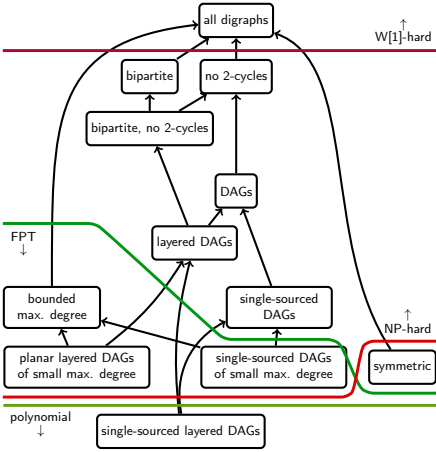 all digraphs
↑
W[1]-hard
bipartite
no 2-cycles
bipartite, no 2-cycles
DAGs
FPT
↓
layered DAGs
bounded
max. degree
single-sourced
DAGs
↑
NP-hard
planar layered DAGs
of small max. degree
single-sourced DAGs
of small max. degree
symmetric
polynomial
↓
single-sourced layered DAGs